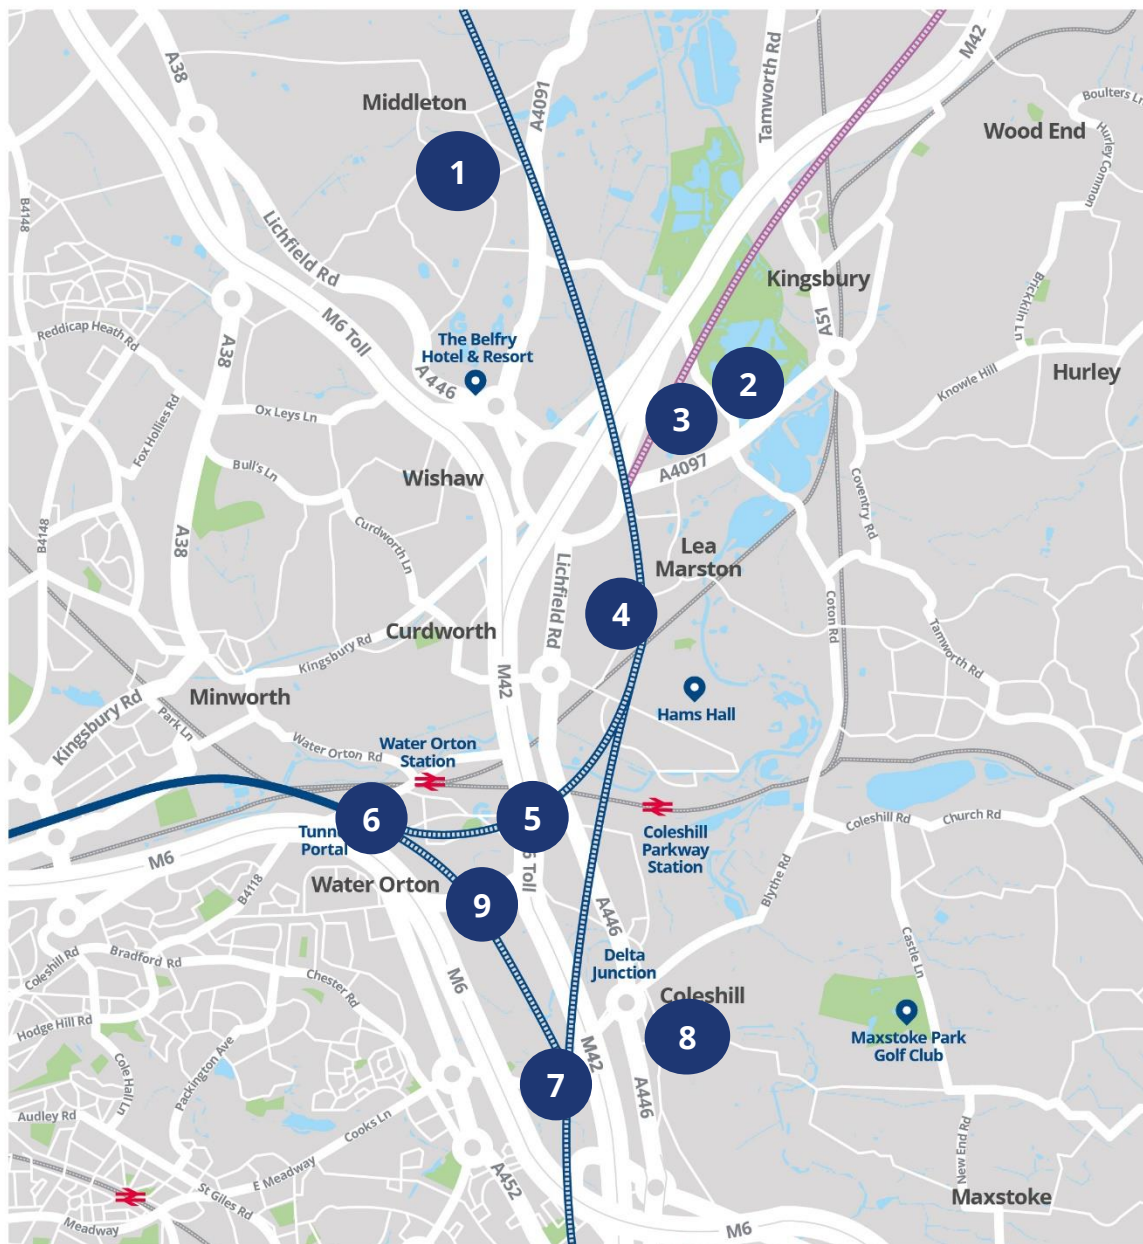 A38
Middleton
A4091
Tamworth Rd
M42
Boulters Ln
Wood End
Hurley Common
1
B4148
Lichfield Rd
Kingsbury
Brickkiln Ln
A51
M6 Toll
Reddicap Heath Rd
A38
The Belfry
Hotel & Resort
A446
2
Knowle Hill
Hurley
3
Fox Hollies Rd
Ox Leys Ln
A4097
Bull's Ln
Wishaw
Coventry Rd
B4148
A38
Curdworth Ln
Lea
Marston
Lichfield Rd
4
Coton Rd
Curdworth
Kingsbury Rd
Tamworth Rd
M42
Minworth
Hams Hall
Kingsbury Rd
Park Ln
Water Orton Rd
Water Orton
Station
6
5
Tunn
Portal
Coleshill
Parkway
Station
Coleshill Rd
Church Rd
M6
6 Toll
Water Orton
B4118
9
Blythe Rd
A446
Castle Ln
Coleshill Rd
Bradford Rd
Delta
Junction
Chester Rd
M6
Coleshill
Hodge Hill Rd
Maxstoke Park
Golf Club
8
M42
7
Cole Hall Ln
Packington Ave
A446
Audley Rd
Cooks Ln
New End Rd
E Meadway
A452
St Giles Rd
Maxstoke
Meadway
M6